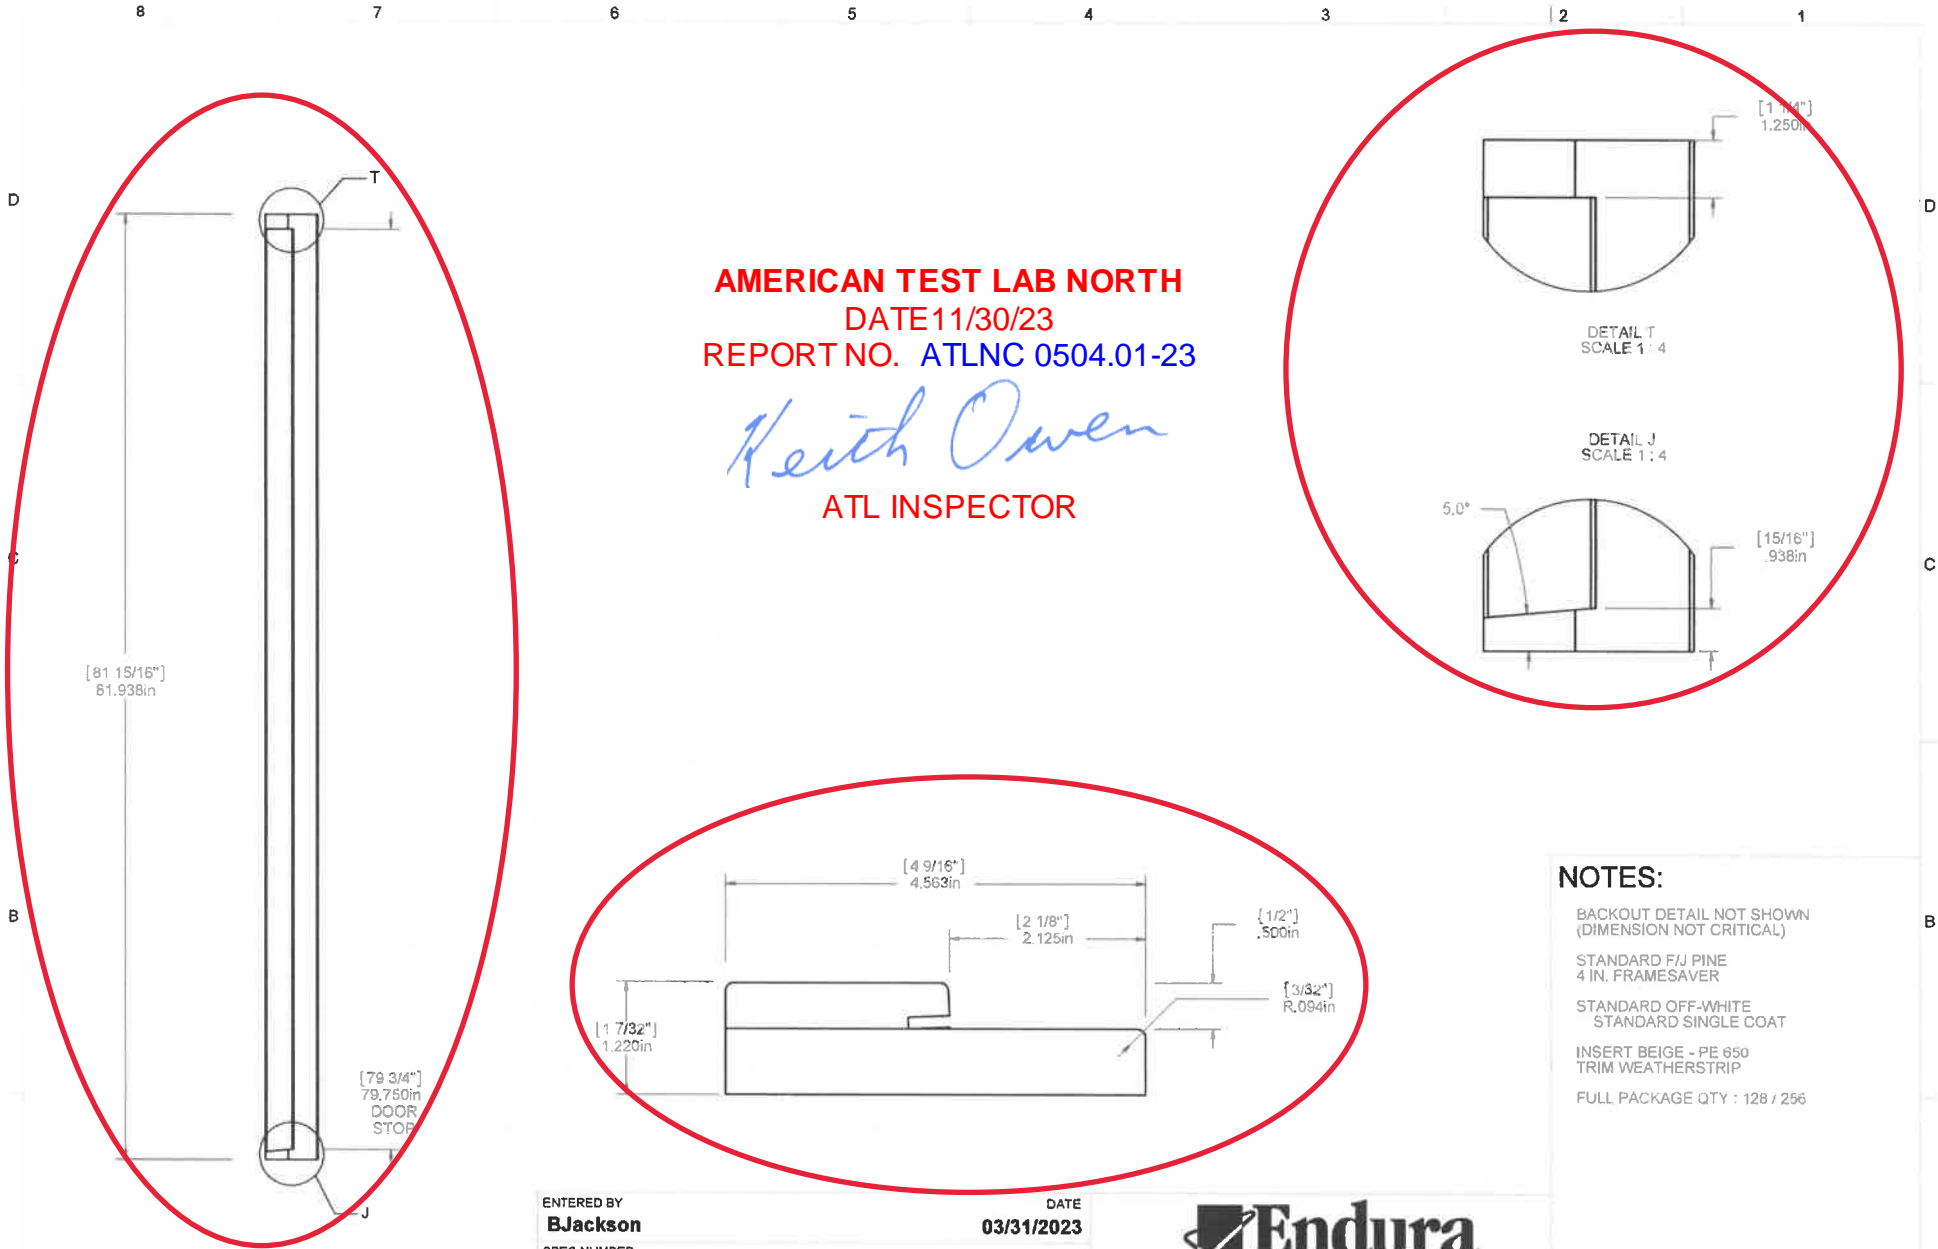 8 7 6 5 4 3 2 1
[1 1/4"]
1.250in
T
D D
AMERICAN TEST LAB NORTH
DATE11/30/23
REPORT NO. ATLNC 0504.01-23
Keith Owen
ATL INSPECTOR
DETAIL T
SCALE 1 : 4
DETAIL J
SCALE 1 : 4
5.0°
[15/16"]
.938in
C C
[81 15/16"]
81.938in
[4 9/16"]
4.563in
[2 1/8"]
2.125in
[1/2"]
.500in
[3/32"]
R.094in
[1 7/32"]
1.220in
B B
[79 3/4"]
79.750in
DOOR
STOP
J
NOTES:
BACKOUT DETAIL NOT SHOWN
(DIMENSION NOT CRITICAL)
STANDARD F/J PINE
4 IN. FRAMESAVER
STANDARD OFF-WHITE
STANDARD SINGLE COAT
INSERT BEIGE - PE 650
TRIM WEATHERSTRIP
FULL PACKAGE QTY : 128 / 256
ENTERED BY DATE
BJackson 03/31/2023
SPEC NUMBER
Endura